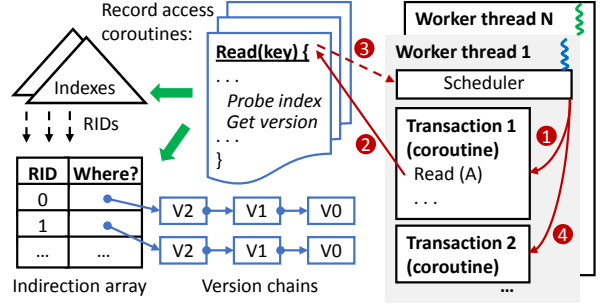 Record access
coroutines:
Read(key) {
. . .
Probe index
Get version
. . .
}
Indexes
RIDs
RID Where?
0
1
... ...
Indirection array
V2 V1 V0
V2 V1 V0
Version chains
Worker thread N
Worker thread 1
Scheduler
Transaction 1
(coroutine)
Read (A)
. . .
Transaction 2
(coroutine)
...
3
1
2
4